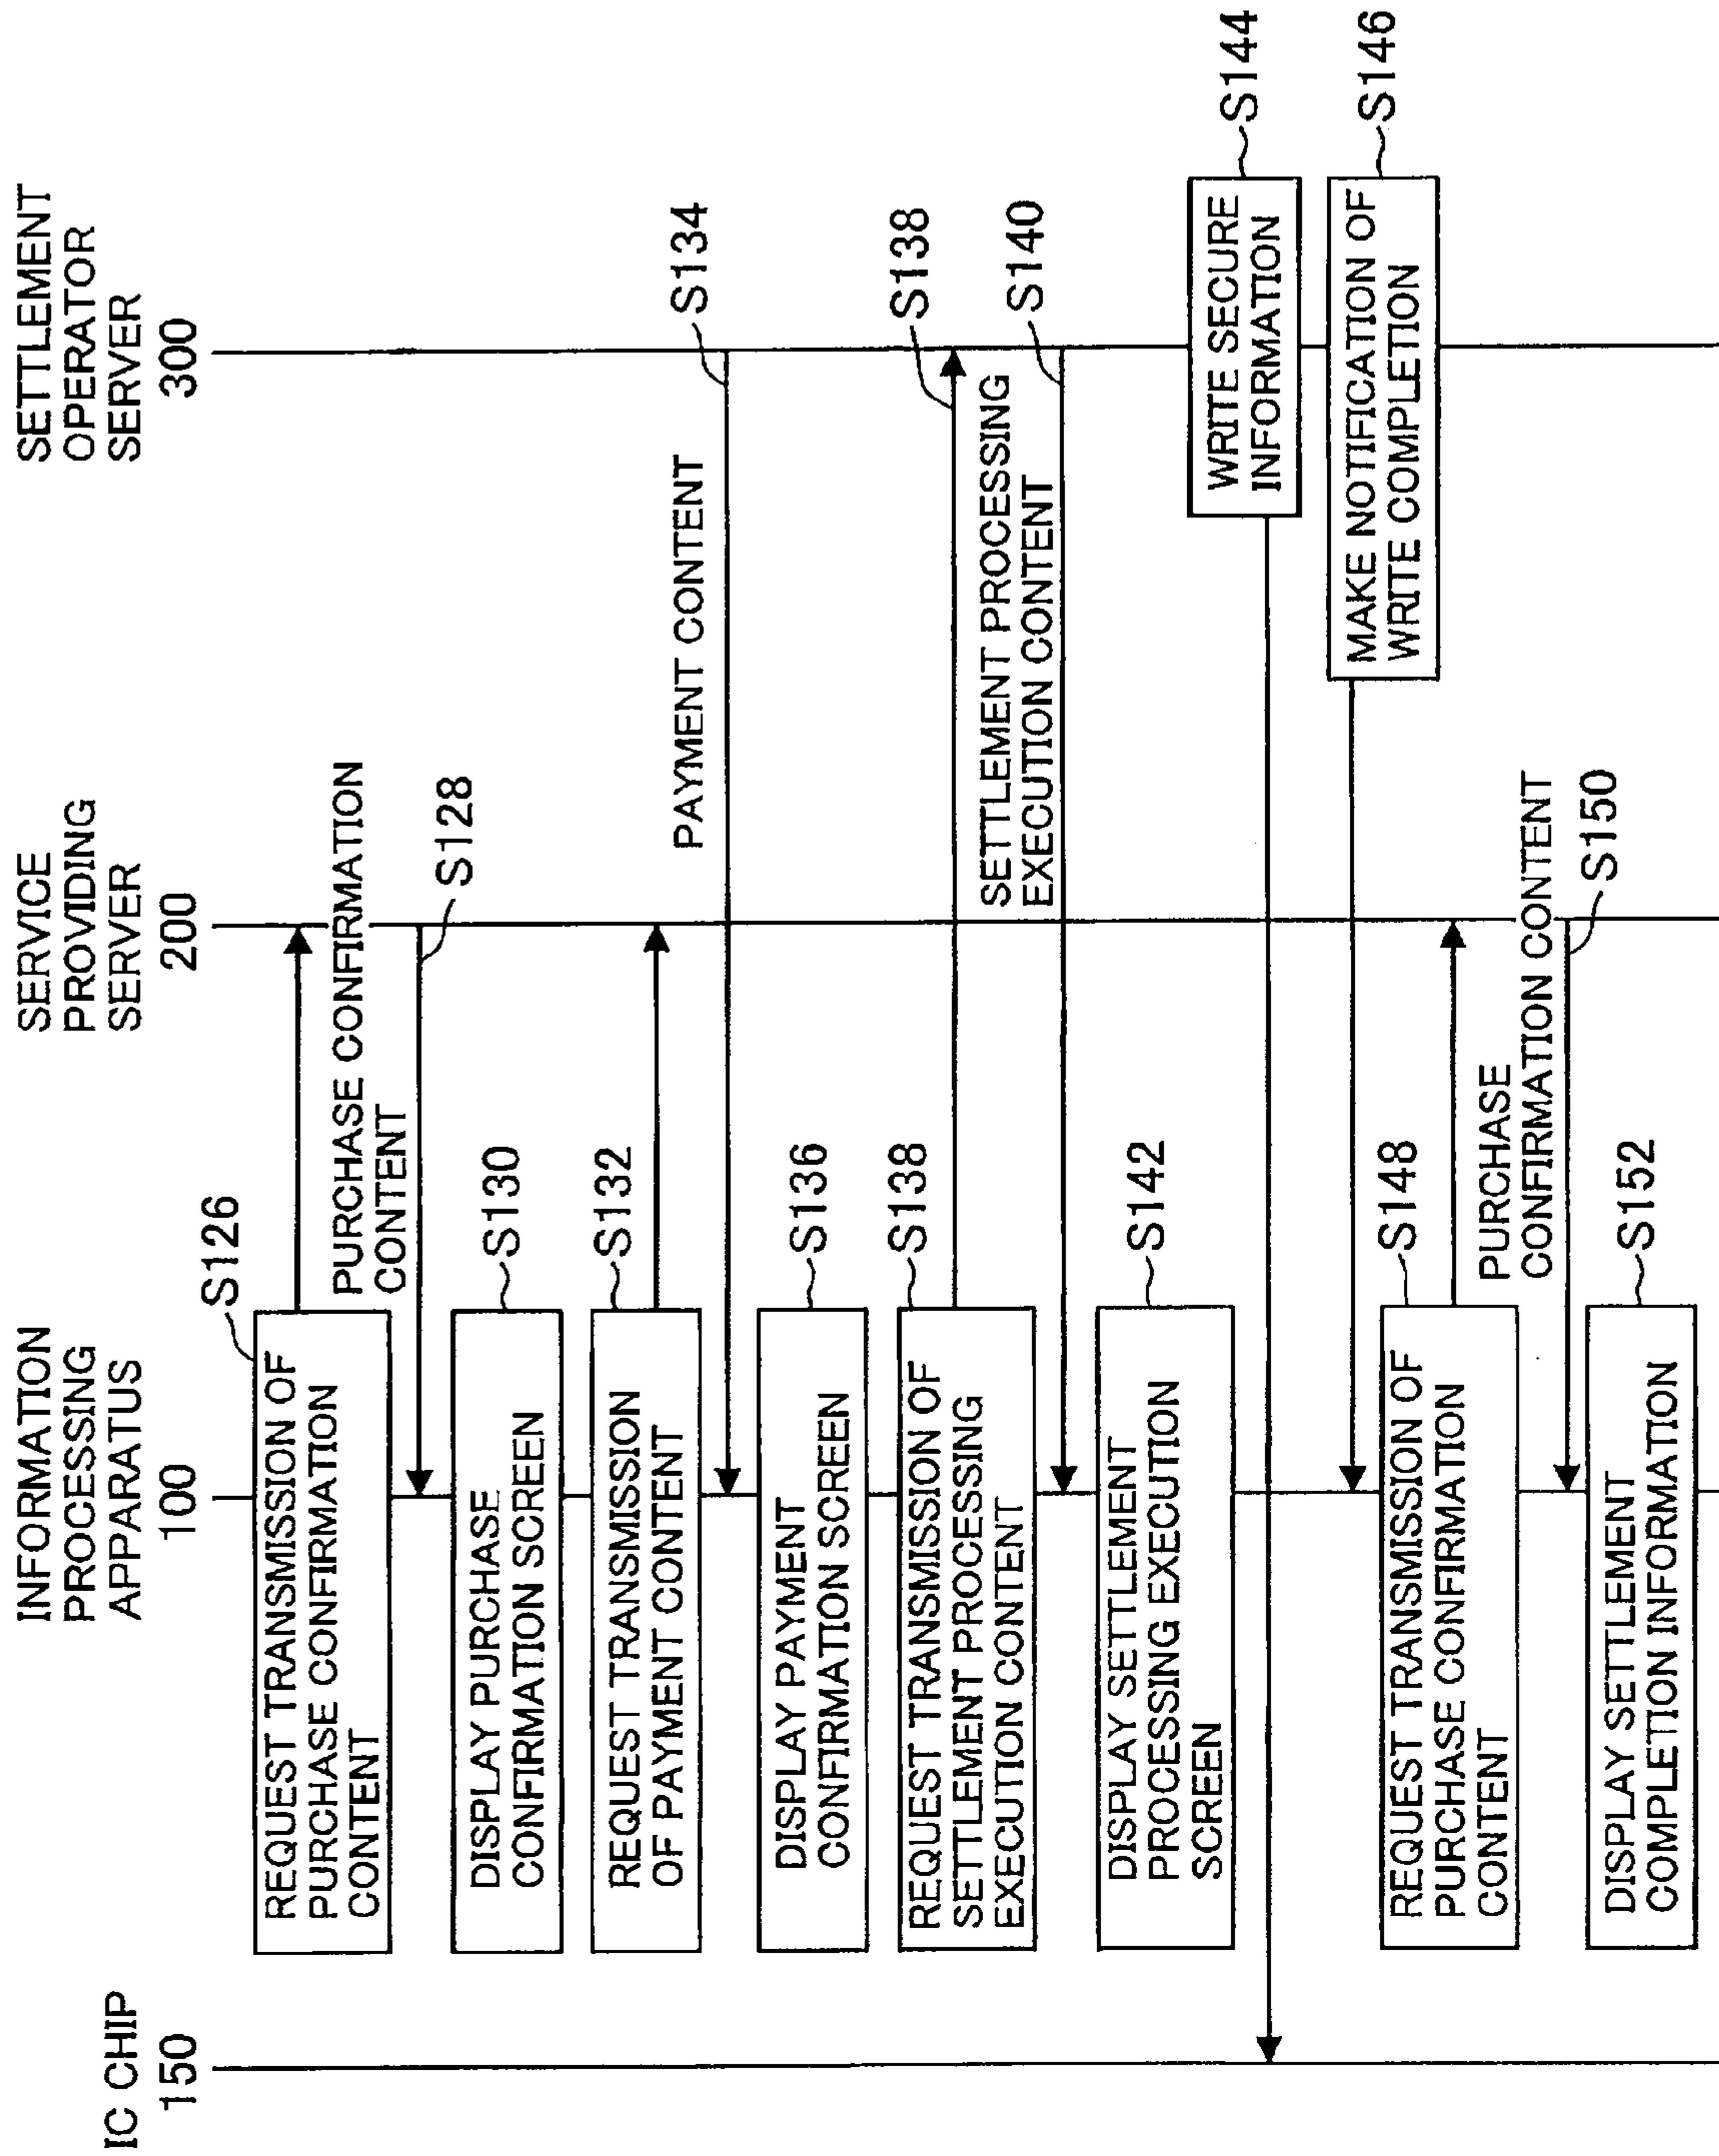 IC CHIP
150
INFORMATION
PROCESSING
APPARATUS
100
SERVICE
PROVIDING
SERVER
200
SETTLEMENT
OPERATOR
SERVER
300
S126
REQUEST TRANSMISSION OF
PURCHASE CONFIRMATION
CONTENT
PURCHASE CONFIRMATION
CONTENT
S128
DISPLAY PURCHASE
CONFIRMATION SCREEN
S130
REQUEST TRANSMISSION
OF PAYMENT CONTENT
S132
PAYMENT CONTENT
S134
DISPLAY PAYMENT
CONFIRMATION SCREEN
S136
REQUEST TRANSMISSION OF
SETTLEMENT PROCESSING
EXECUTION CONTENT
S138
S138
SETTLEMENT PROCESSING
EXECUTION CONTENT
S140
DISPLAY SETTLEMENT
PROCESSING EXECUTION
SCREEN
S142
WRITE SECURE
INFORMATION
S144
MAKE NOTIFICATION OF
WRITE COMPLETION
S146
REQUEST TRANSMISSION OF
PURCHASE CONFIRMATION
CONTENT
S148
PURCHASE
CONFIRMATION CONTENT
S150
DISPLAY SETTLEMENT
COMPLETION INFORMATION
S152